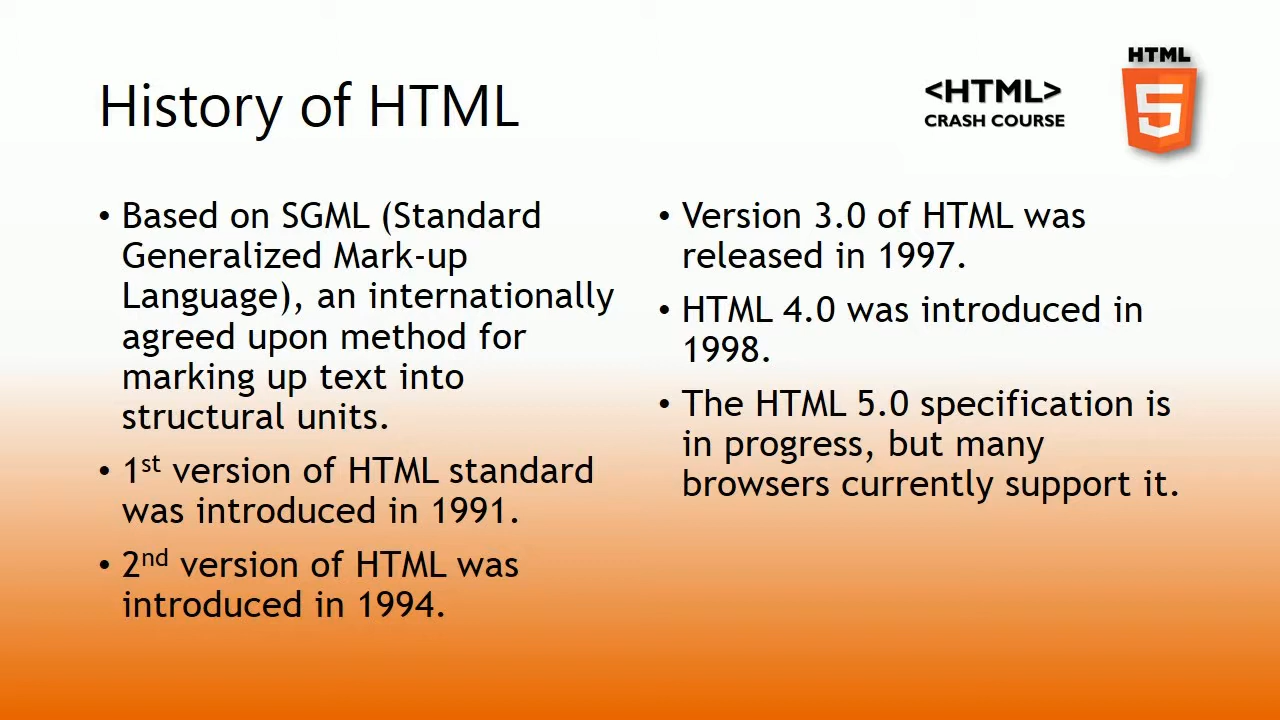 History of HTML
<HTML>
CRASH COURSE
HTML
5
• Based on SGML (Standard
Generalized Mark-up
Language), an internationally
agreed upon method for
marking up text into
structural units.
• 1st version of HTML standard
was introduced in 1991.
• 2nd version of HTML was
introduced in 1994.
• Version 3.0 of HTML was
released in 1997.
• HTML 4.0 was introduced in
1998.
• The HTML 5.0 specification is
in progress, but many
browsers currently support it.